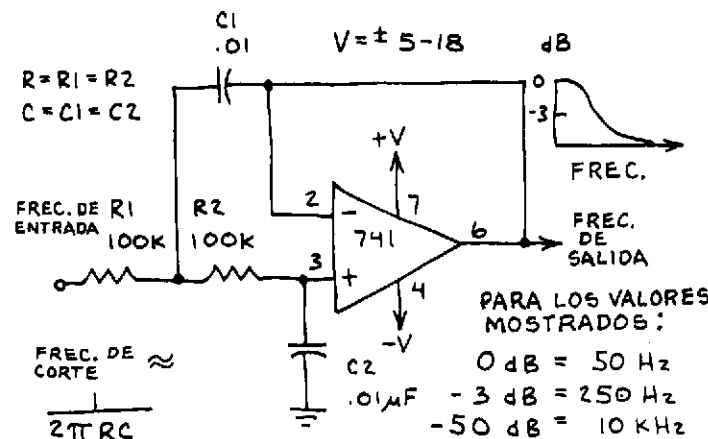 C1
.01
V = ± 5-18
dB
R = R1 = R2
C = C1 = C2
0
-3
FREC.
+V
2
-
7
FREC. DE ENTRADA
R1
100K
R2
100K
741
6
3
+
4
-V
FREC. DE SALIDA
C2
.01μF
FREC. DE CORTE ≈
1
2πRC
PARA LOS VALORES
MOSTRADOS:
0 dB = 50 Hz
-3 dB = 250 Hz
-50 dB = 10 KHz